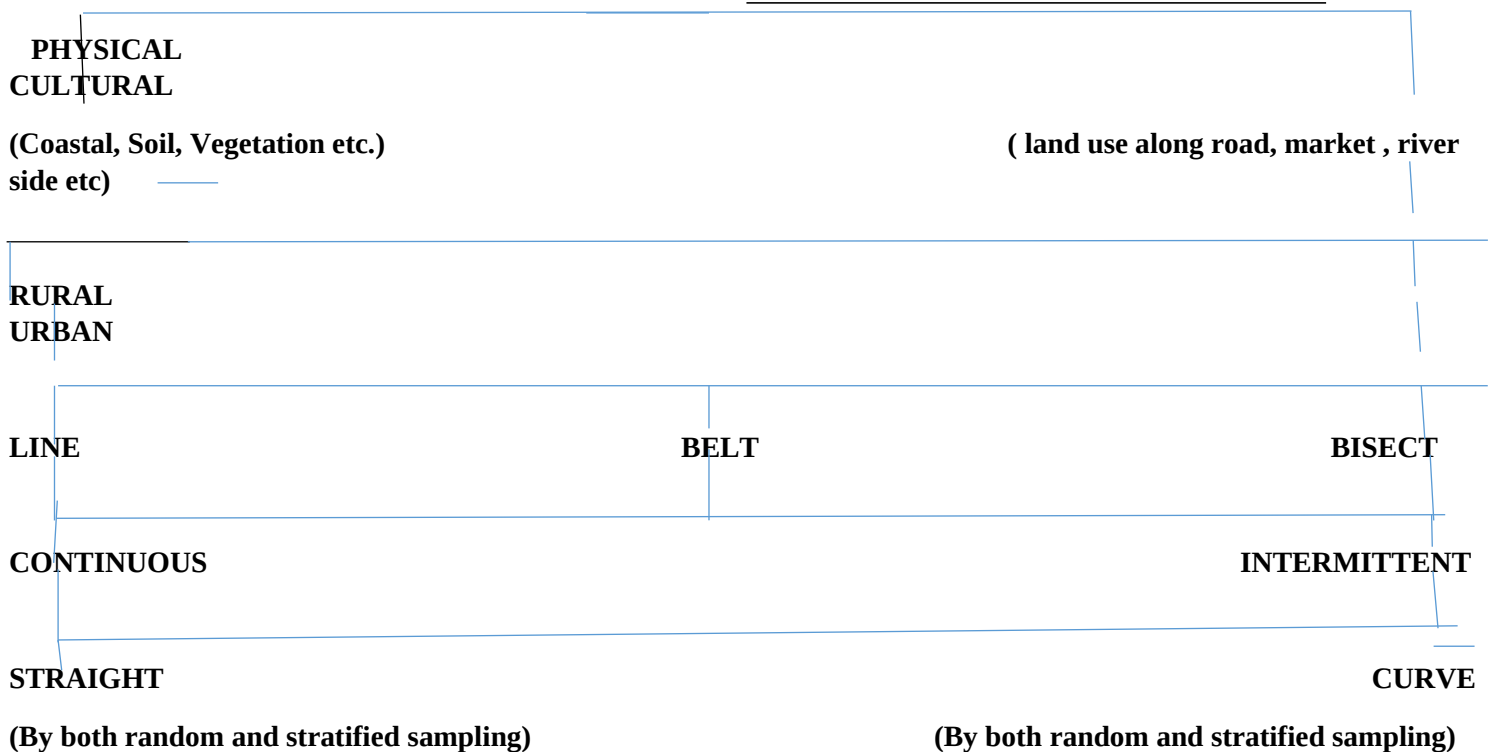 PHYSICAL
CULTURAL
(Coastal, Soil, Vegetation etc.) ( land use along road, market , river
side etc)
RURAL
URBAN
LINE BELT BISECT
CONTINUOUS INTERMITTENT
STRAIGHT CURVE
(By both random and stratified sampling) (By both random and stratified sampling)